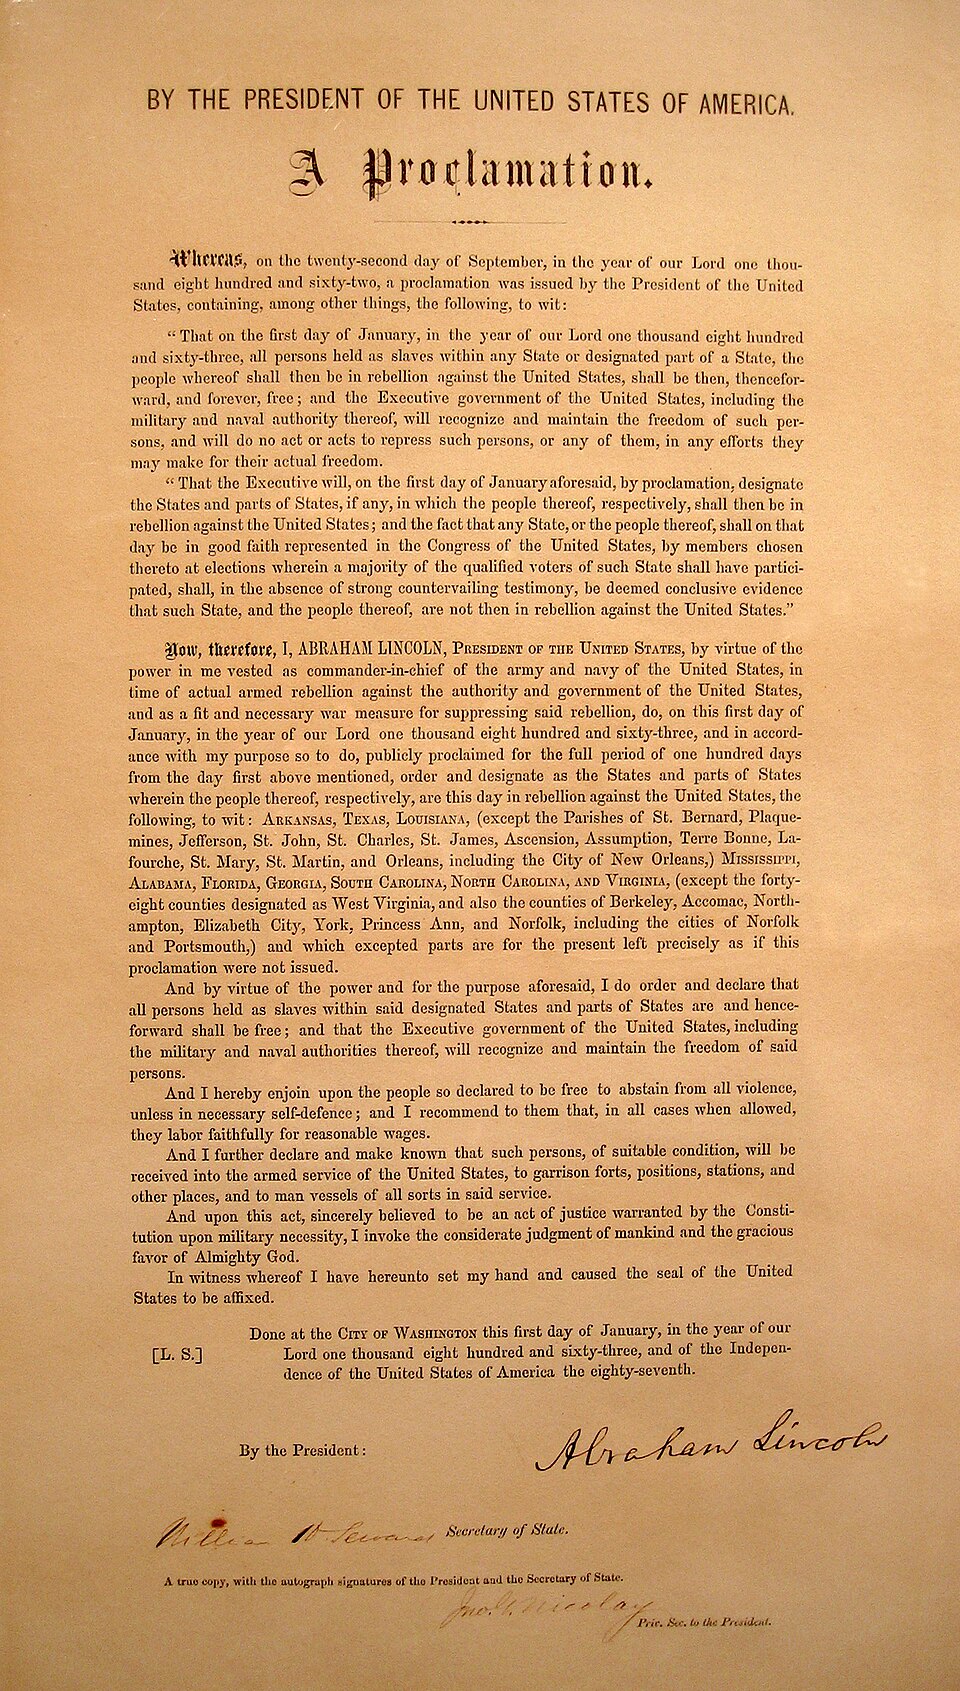 BY THE PRESIDENT OF THE UNITED STATES OF AMERICA.
A Proclamation.
Whereas, on the twenty-second day of September, in the year of our Lord one thou-
sand eight hundred and sixty-two, a proclamation was issued by the President of the United
States, containing, among other things, the following, to wit:
“That on the first day of January, in the year of our Lord one thousand eight hundred
and sixty-three, all persons held as slaves within any State or designated part of a State, the
people whereof shall then be in rebellion against the United States, shall be then, thencefor-
ward, and forever, free; and the Executive government of the United States, including the
military and naval authority thereof, will recognize and maintain the freedom of such per-
sons, and will do no act or acts to repress such persons, or any of them, in any efforts they
may make for their actual freedom.
“That the Executive will, on the first day of January aforesaid, by proclamation, designate
the States and parts of States, if any, in which the people thereof, respectively, shall then be in
rebellion against the United States; and the fact that any State, or the people thereof, shall on that
day be in good faith represented in the Congress of the United States, by members chosen
thereto at elections wherein a majority of the qualified voters of such State shall have partici-
pated, shall, in the absence of strong countervailing testimony, be deemed conclusive evidence
that such State, and the people thereof, are not then in rebellion against the United States.”
Now, therefore, I, ABRAHAM LINCOLN, PRESIDENT OF THE UNITED STATES, by virtue of the
power in me vested as commander-in-chief of the army and navy of the United States, in
time of actual armed rebellion against the authority and government of the United States,
and as a fit and necessary war measure for suppressing said rebellion, do, on this first day of
January, in the year of our Lord one thousand eight hundred and sixty-three, and in accord-
ance with my purpose so to do, publicly proclaimed for the full period of one hundred days
from the day first above mentioned, order and designate as the States and parts of States
wherein the people thereof, respectively, are this day in rebellion against the United States, the
following, to wit: ARKANSAS, TEXAS, LOUISIANA, (except the Parishes of St. Bernard, Plaque-
mines, Jefferson, St. John, St. Charles, St. James, Ascension, Assumption, Terre Bonne, La-
fourche, St. Mary, St. Martin, and Orleans, including the City of New Orleans,) MISSISSIPPI,
ALABAMA, FLORIDA, GEORGIA, SOUTH CAROLINA, NORTH CAROLINA, AND VIRGINIA, (except the forty-
eight counties designated as West Virginia, and also the counties of Berkeley, Accomac, North-
ampton, Elizabeth City, York, Princess Ann, and Norfolk, including the cities of Norfolk
and Portsmouth,) and which excepted parts are for the present left precisely as if this
proclamation were not issued.
And by virtue of the power and for the purpose aforesaid, I do order and declare that
all persons held as slaves within said designated States and parts of States are and hence-
forward shall be free; and that the Executive government of the United States, including
the military and naval authorities thereof, will recognize and maintain the freedom of said
persons.
And I hereby enjoin upon the people so declared to be free to abstain from all violence,
unless in necessary self-defence; and I recommend to them that, in all cases when allowed,
they labor faithfully for reasonable wages.
And I further declare and make known that such persons, of suitable condition, will be
received into the armed service of the United States, to garrison forts, positions, stations, and
other places, and to man vessels of all sorts in said service.
And upon this act, sincerely believed to be an act of justice warranted by the Consti-
tution upon military necessity, I invoke the considerate judgment of mankind and the gracious
favor of Almighty God.
In witness whereof I have hereunto set my hand and caused the seal of the United
States to be affixed.
Done at the CITY OF WASHINGTON this first day of January, in the year of our
[L. S.] Lord one thousand eight hundred and sixty-three, and of the Indepen-
dence of the United States of America the eighty-seventh.
Abraham Lincoln
By the President:
William H. Seward Secretary of State.
A true copy, with the autograph signatures of the President and the Secretary of State.
Jno. G. Nicolay
Priv. Sec. to the President.